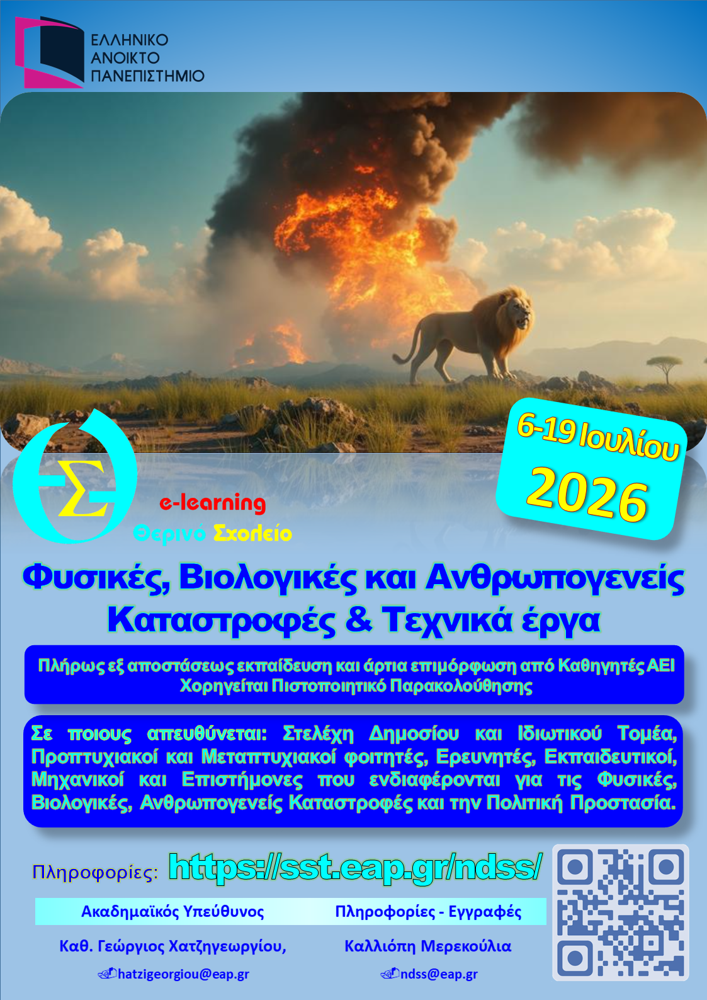 ΕΛΛΗΝΙΚΟ
ΑΝΟΙΚΤΟ
ΠΑΝΕΠΙΣΤΗΜΙΟ
6-19 Ιουλίου
2026
e-learning
Θερινό Σχολείο
Φυσικές, Βιολογικές και Ανθρωπογενείς
Καταστροφές & Τεχνικά έργα
Πλήρως εξ αποστάσεως εκπαίδευση και άρτια επιμόρφωση από Καθηγητές ΑΕΙ
Χορηγείται Πιστοποιητικό Παρακολούθησης
Σε ποιους απευθύνεται: Στελέχη Δημοσίου και Ιδιωτικού Τομέα,
Προπτυχιακοί και Μεταπτυχιακοί φοιτητές, Ερευνητές, Εκπαιδευτικοί,
Μηχανικοί και Επιστήμονες που ενδιαφέρονται για τις Φυσικές,
Βιολογικές, Ανθρωπογενείς Καταστροφές και την Πολιτική Προστασία.
Πληροφορίες: https://sst.eap.gr/ndss/
Ακαδημαϊκός Υπεύθυνος
Καθ. Γεώργιος Χατζηγεωργίου,
hatzigeorgiou@eap.gr
Πληροφορίες - Εγγραφές
Καλλιόπη Μερεκούλια
ndss@eap.gr